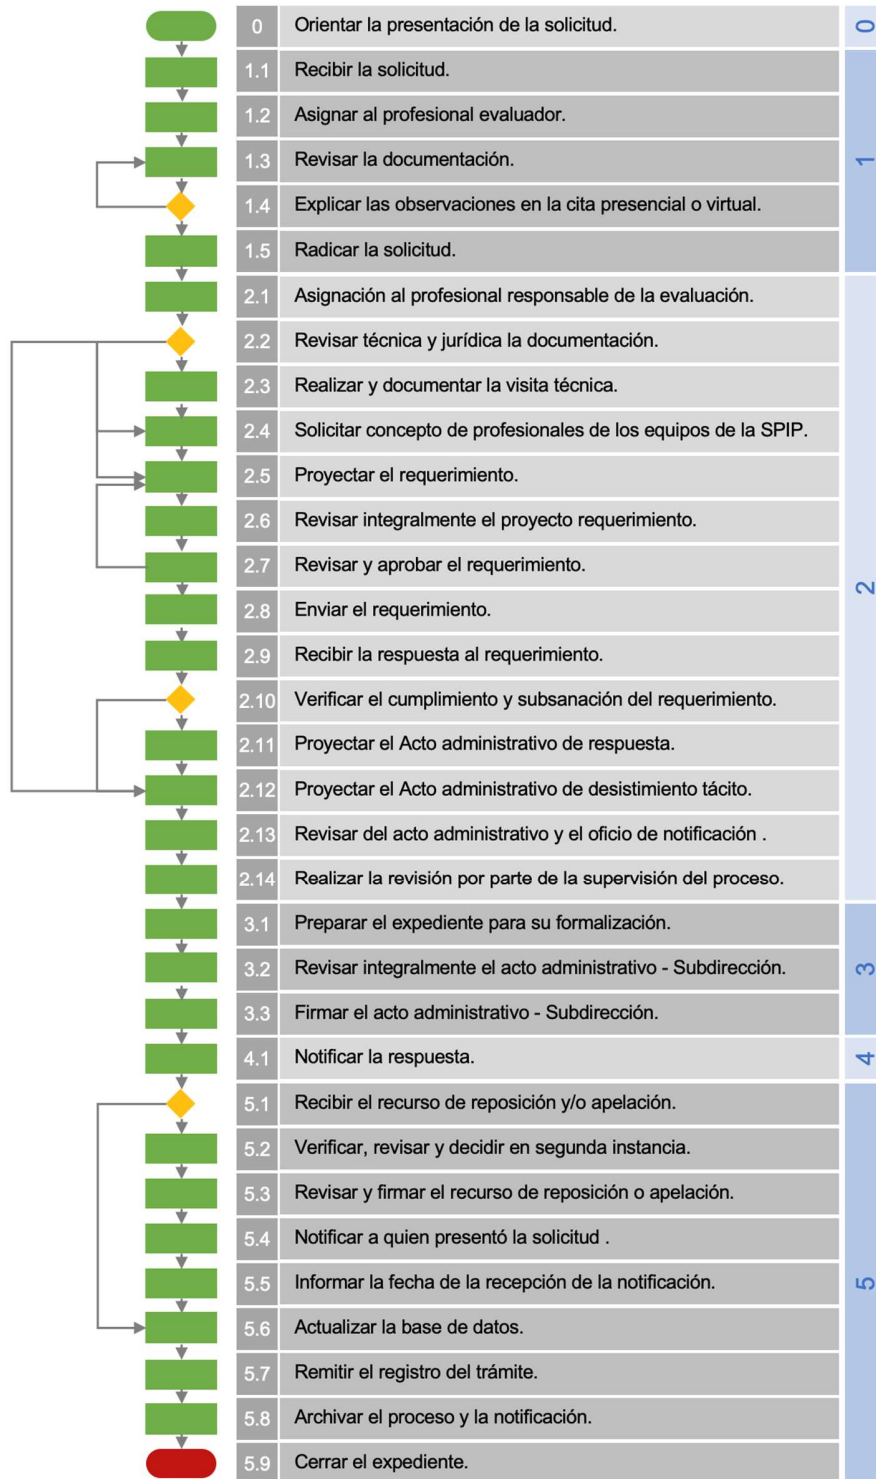 0 Orientar la presentación de la solicitud. 0
1.1 Recibir la solicitud.
1.2 Asignar al profesional evaluador.
1.3 Revisar la documentación. 1
1.4 Explicar las observaciones en la cita presencial o virtual.
1.5 Radicar la solicitud.
2.1 Asignación al profesional responsable de la evaluación.
2.2 Revisar técnica y jurídica la documentación.
2.3 Realizar y documentar la visita técnica.
2.4 Solicitar concepto de profesionales de los equipos de la SPIP.
2.5 Proyectar el requerimiento.
2.6 Revisar integralmente el proyecto requerimiento.
2.7 Revisar y aprobar el requerimiento. 2
2.8 Enviar el requerimiento.
2.9 Recibir la respuesta al requerimiento.
2.10 Verificar el cumplimiento y subsanación del requerimiento.
2.11 Proyectar el Acto administrativo de respuesta.
2.12 Proyectar el Acto administrativo de desistimiento tácito.
2.13 Revisar del acto administrativo y el oficio de notificación .
2.14 Realizar la revisión por parte de la supervisión del proceso.
3.1 Preparar el expediente para su formalización.
3.2 Revisar integralmente el acto administrativo - Subdirección. 3
3.3 Firmar el acto administrativo - Subdirección.
4.1 Notificar la respuesta. 4
5.1 Recibir el recurso de reposición y/o apelación.
5.2 Verificar, revisar y decidir en segunda instancia.
5.3 Revisar y firmar el recurso de reposición o apelación.
5.4 Notificar a quien presentó la solicitud .
5.5 Informar la fecha de la recepción de la notificación. 5
5.6 Actualizar la base de datos.
5.7 Remitir el registro del trámite.
5.8 Archivar el proceso y la notificación.
5.9 Cerrar el expediente.